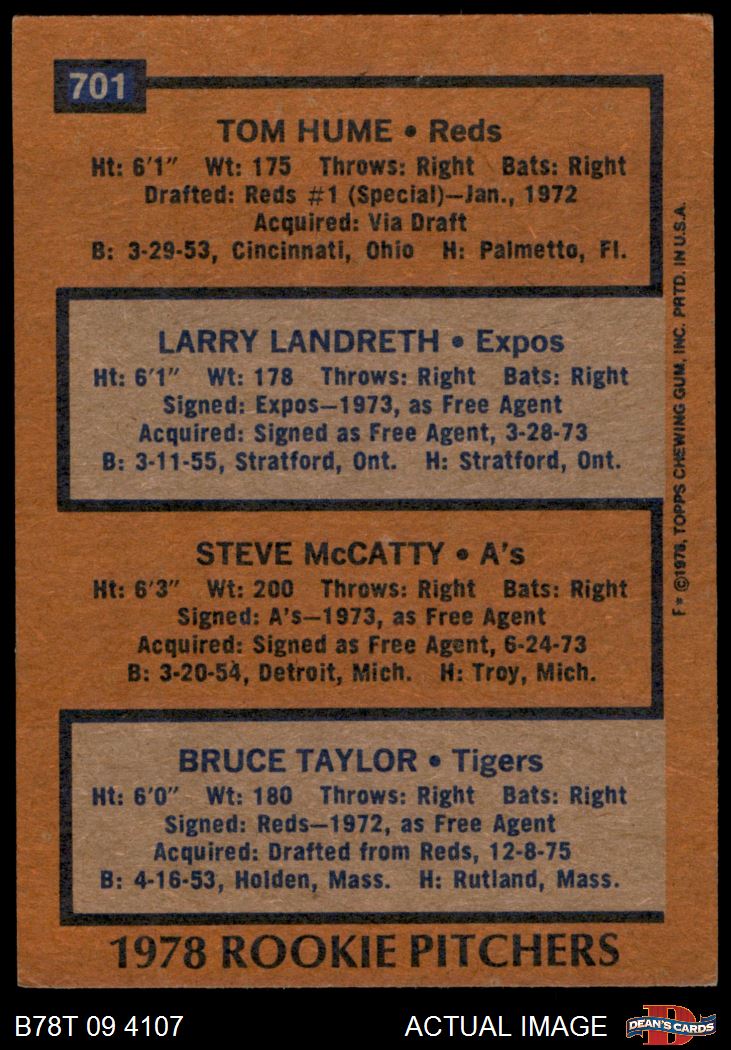 701
TOM HUME • Reds
Ht: 6'1" Wt: 175 Throws: Right Bats: Right
Drafted: Reds #1 (Special)—Jan., 1972
Acquired: Via Draft
B: 3-29-53, Cincinnati, Ohio H: Palmetto, Fl.
LARRY LANDRETH • Expos
Ht: 6'1" Wt: 178 Throws: Right Bats: Right
Signed: Expos—1973, as Free Agent
Acquired: Signed as Free Agent, 3-28-73
B: 3-11-55, Stratford, Ont. H: Stratford, Ont.
STEVE McCATTY • A's
Ht: 6'3" Wt: 200 Throws: Right Bats: Right
Signed: A's—1973, as Free Agent
Acquired: Signed as Free Agent, 6-24-73
B: 3-20-54, Detroit, Mich. H: Troy, Mich.
BRUCE TAYLOR • Tigers
Ht: 6'0" Wt: 180 Throws: Right Bats: Right
Signed: Reds—1972, as Free Agent
Acquired: Drafted from Reds, 12-8-75
B: 4-16-53, Holden, Mass. H: Rutland, Mass.
1978 ROOKIE PITCHERS
F* ©1978, TOPPS CHEWING GUM, INC. PRTD. IN U.S.A.
B78T 09 4107
ACTUAL IMAGE
D
DEAN'S CARDS